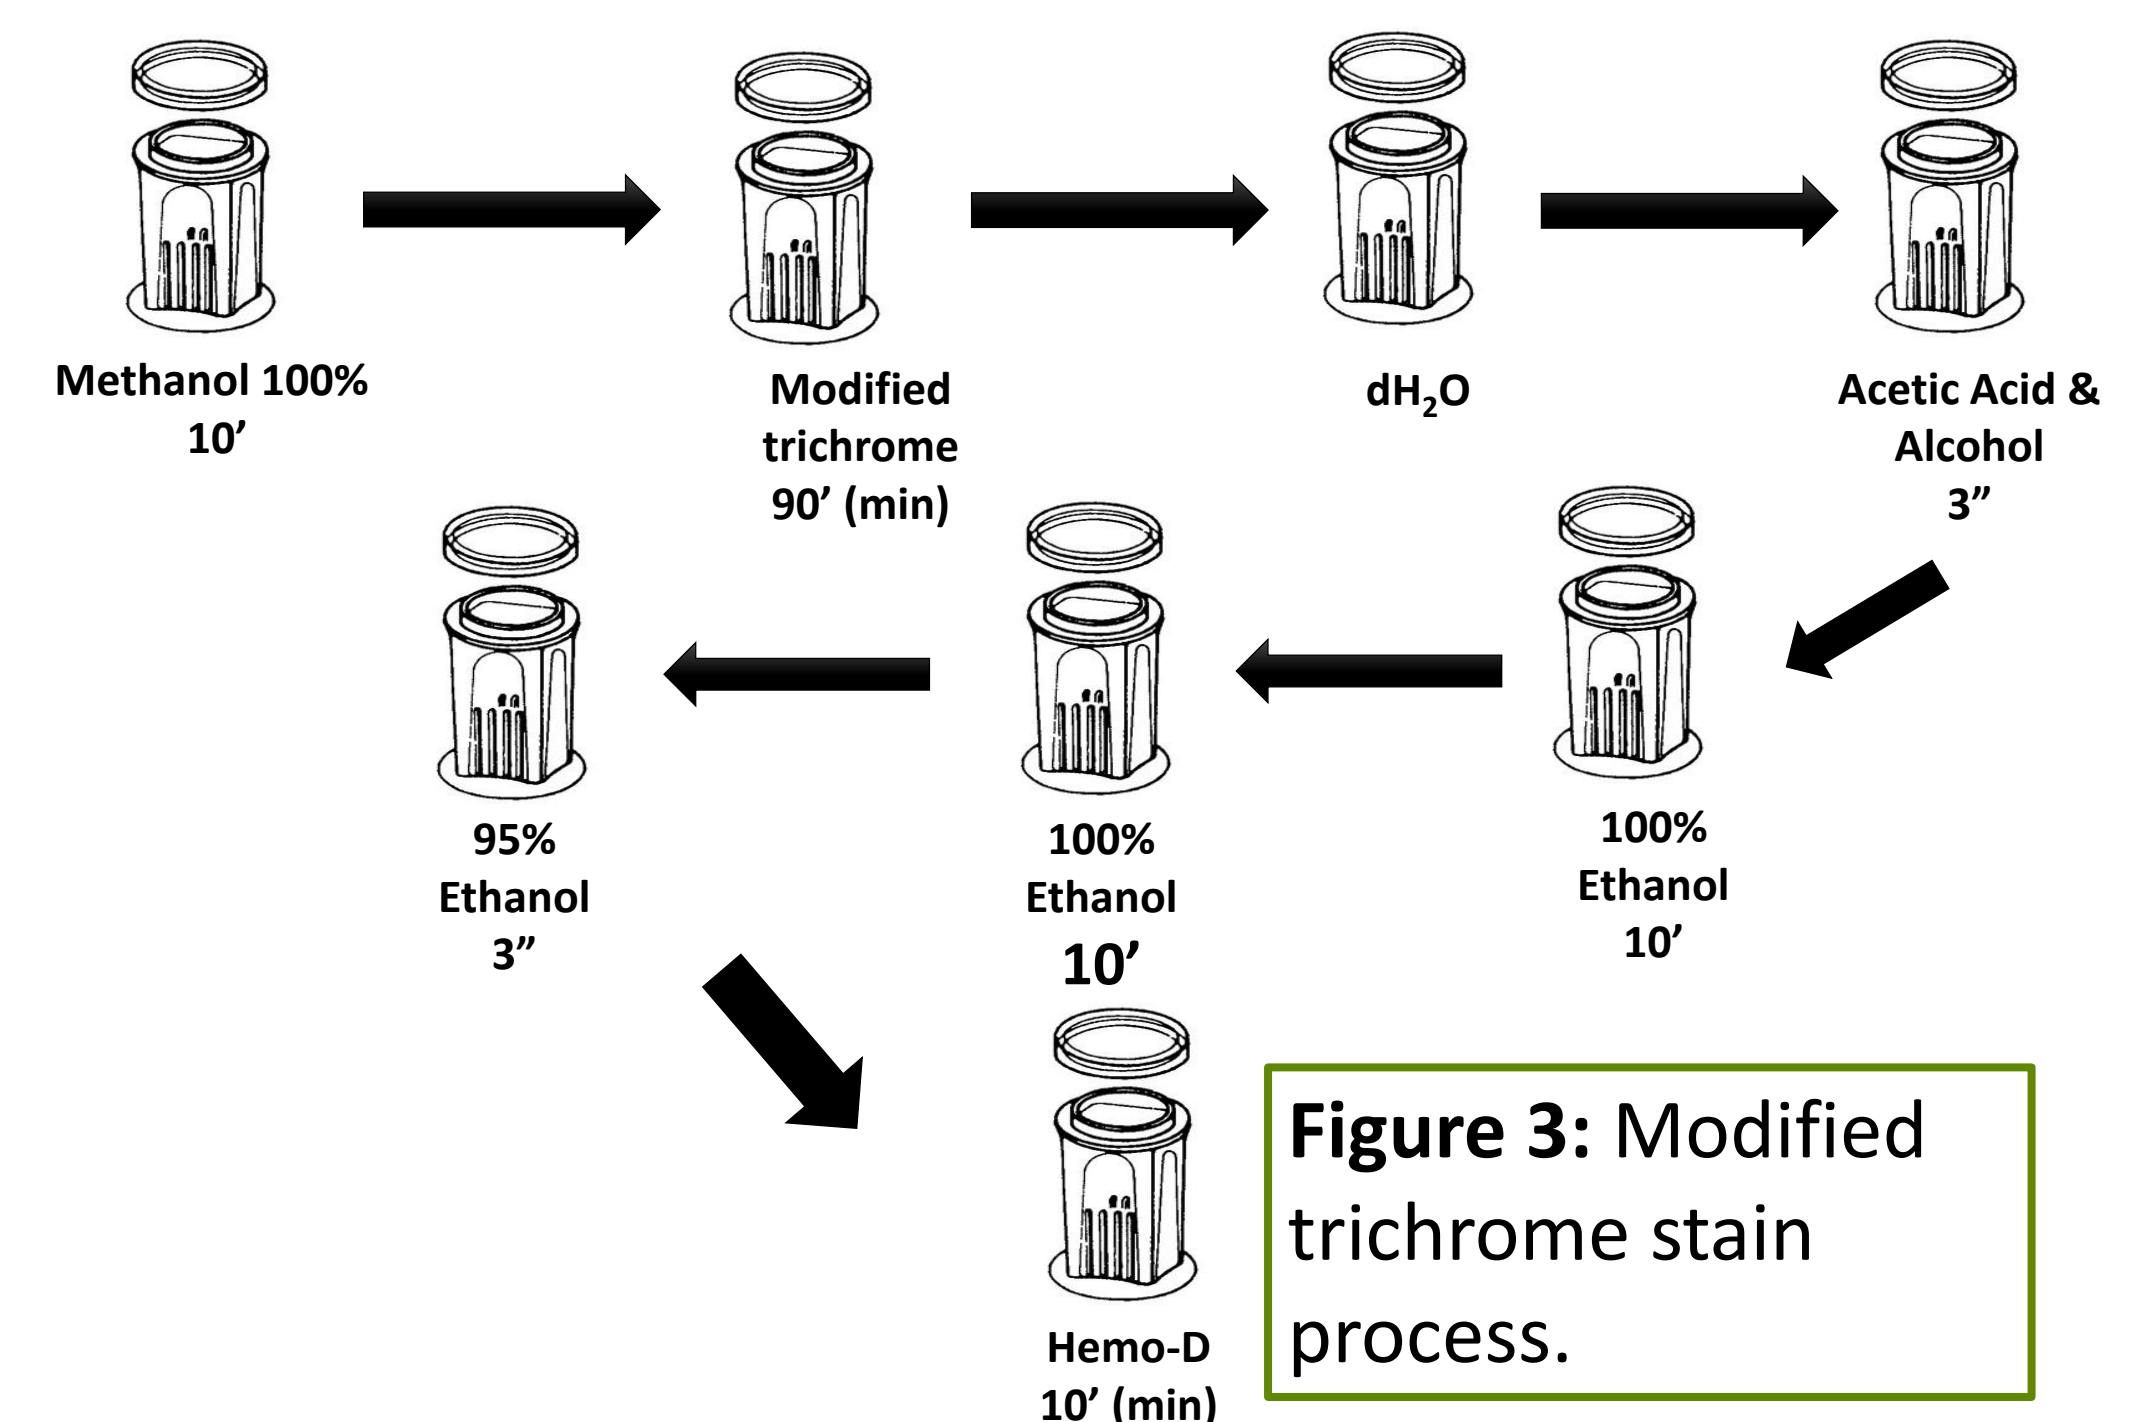 Methanol 100%
10’
Modified
trichrome
90’ (min)
dH₂O
Acetic Acid &
Alcohol
3”
100%
Ethanol
10’
100%
Ethanol
10’
95%
Ethanol
3”
Hemo-D
10’ (min)
Figure 3: Modified
trichrome stain
process.